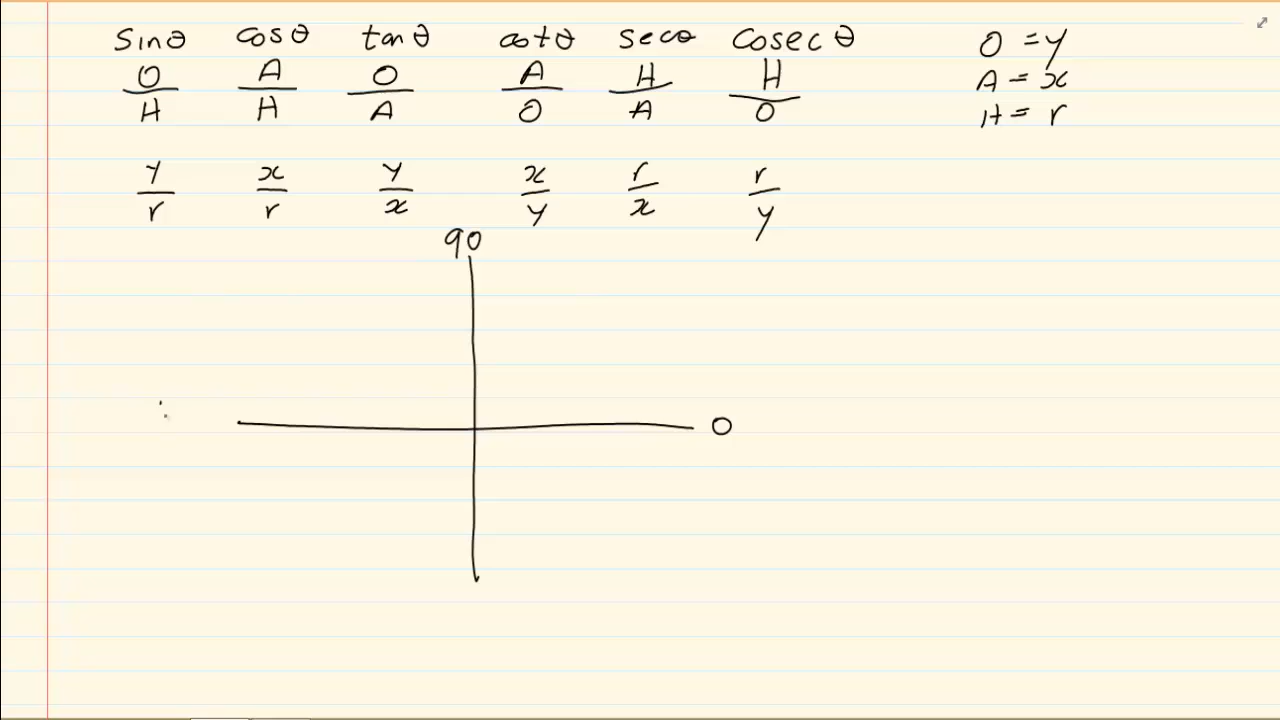 sinθ cosθ tanθ cotθ secθ cosecθ O = y
O/H A/H O/A A/O H/A H/O A = x
H = r
y/r x/r y/x x/y r/x r/y
90
0